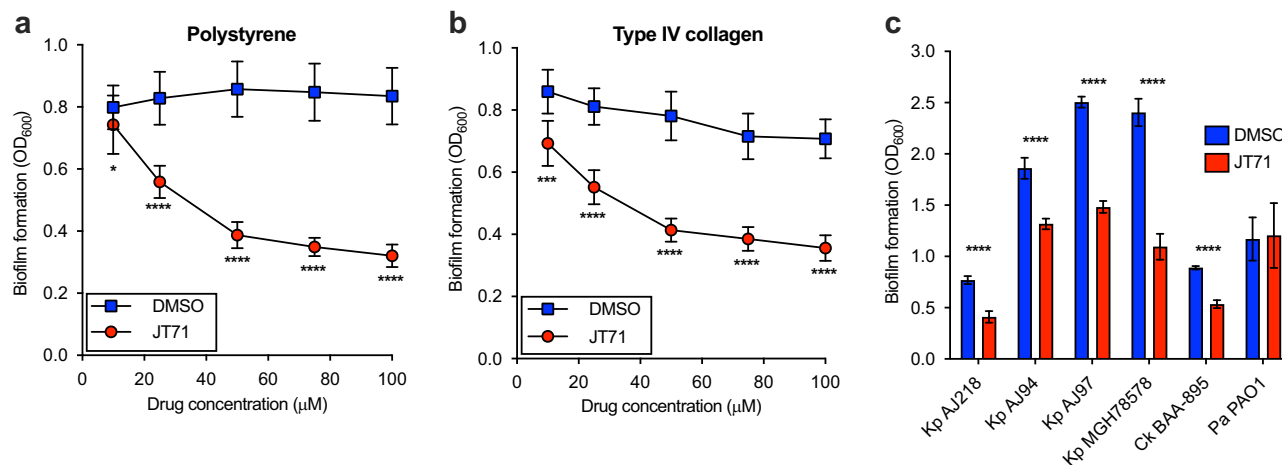 a
Polystyrene
Biofilm formation (OD600)
1.0
0.8
0.6
0.4
0.2
0.0
*
****
****
****
****
DMSO
JT71
0
20
40
60
80
100
Drug concentration (μM)
b
Type IV collagen
Biofilm formation (OD600)
1.0
0.8
0.6
0.4
0.6
0.0
***
****
****
****
****
DMSO
JT71
0
20
40
60
80
100
Drug concentration (μM)
c
Biofilm formation (OD600)
3.0
2.5
2.0
1.5
1.0
0.5
0.0
****
****
****
****
****
DMSO
JT71
Kp AJ218
Kp AJ94
Kp AJ97
Kp MGH78578
Ck BAA-895
Pa PAO1